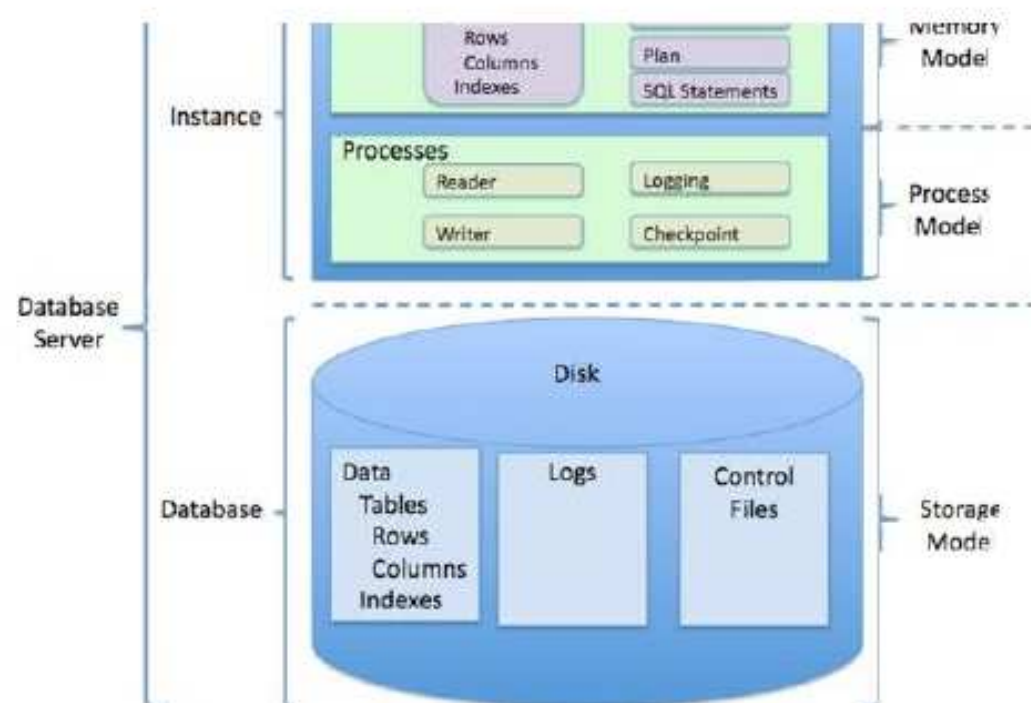 Rows
Columns
Indexes
Plan
SQL Statements
Memory
Model
Instance
Processes
Reader
Logging
Writer
Checkpoint
Process
Model
Database
Server
Disk
Data
Tables
Rows
Columns
Indexes
Logs
Control
Files
Database
Storage
Mode